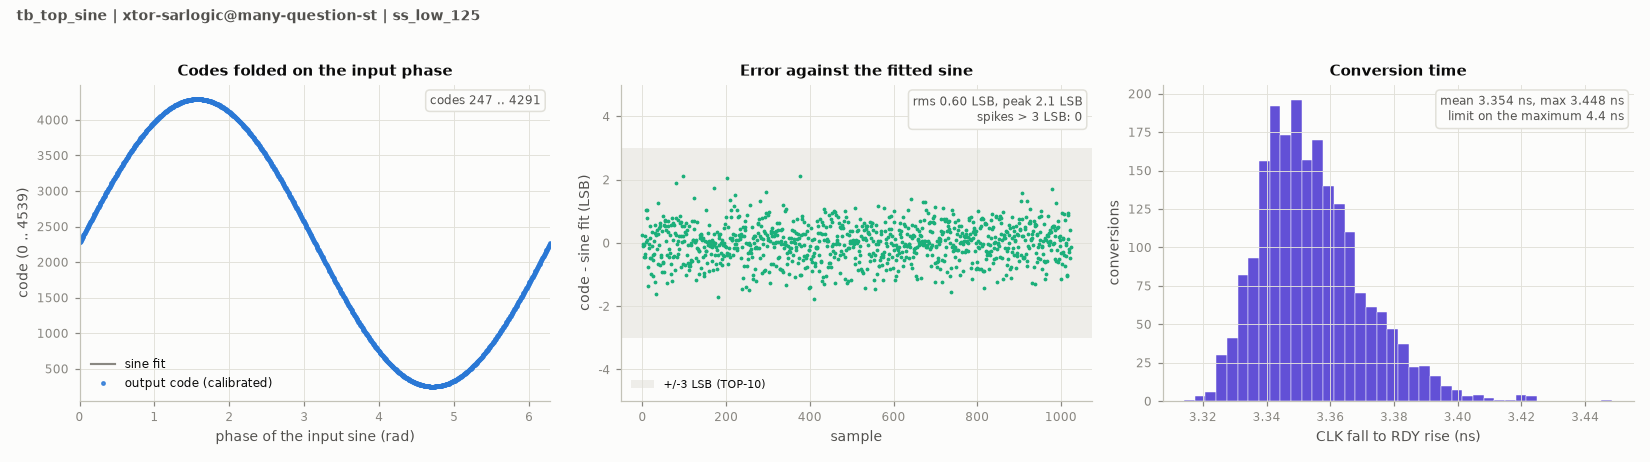 tb_top_sine | xtor-sarlogic@many-question-st | ss_low_125
Codes folded on the input phase
codes 247 .. 4291
code (0 .. 4539)
4000
3500
3000
2500
2000
1500
1000
500
sine fit
output code (calibrated)
0
1
2
3
4
5
6
phase of the input sine (rad)
Error against the fitted sine
rms 0.60 LSB, peak 2.1 LSB
spikes > 3 LSB: 0
code - sine fit (LSB)
4
2
0
-2
-4
+/-3 LSB (TOP-10)
0
200
400
600
800
1000
sample
Conversion time
mean 3.354 ns, max 3.448 ns
limit on the maximum 4.4 ns
conversions
200
175
150
125
100
75
50
25
0
3.32
3.34
3.36
3.38
3.40
3.42
3.44
CLK fall to RDY rise (ns)